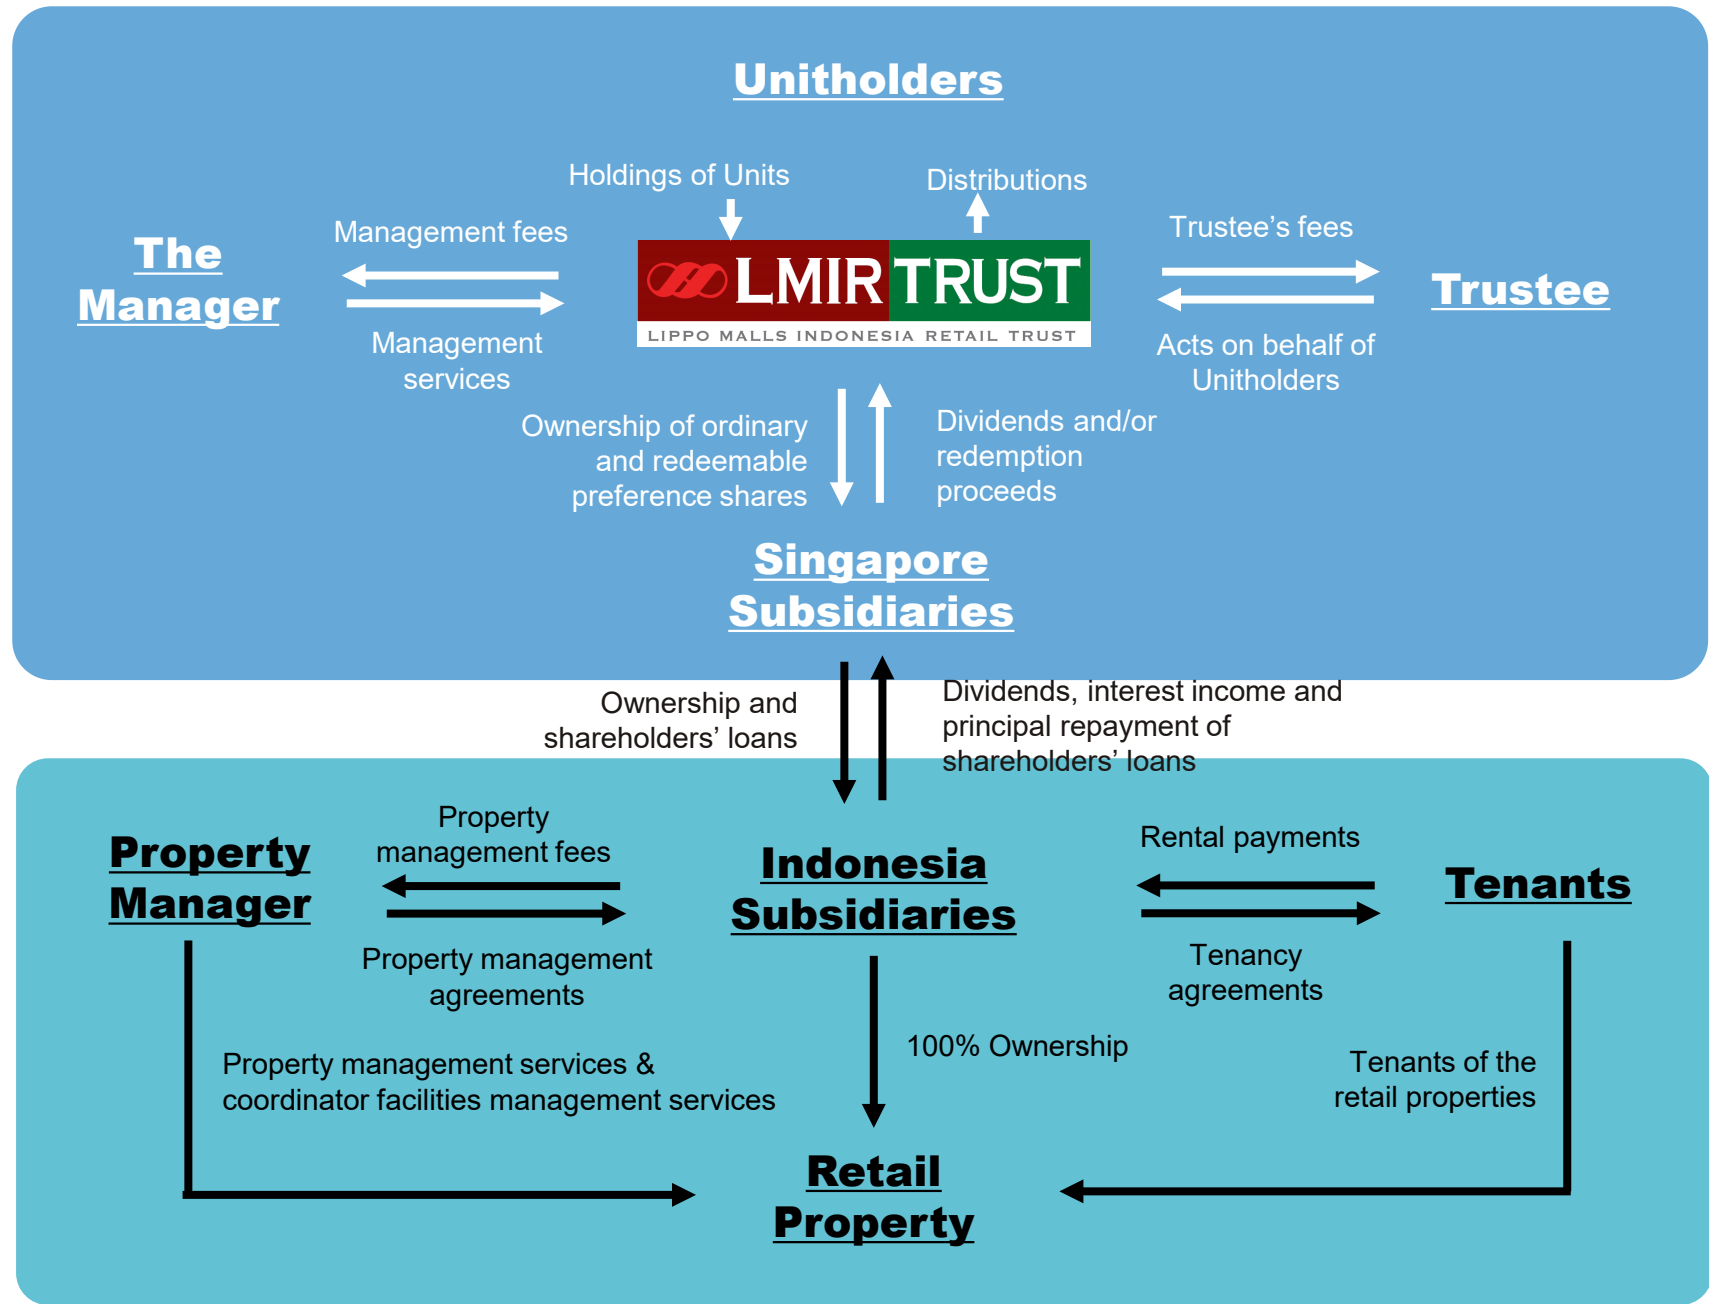 Unitholders
Holdings of Units
Distributions
Management fees
Trustee’s fees
The
Manager
LMIR TRUST
LIPPO MALLS INDONESIA RETAIL TRUST
Trustee
Management
services
Acts on behalf of
Unitholders
Ownership of ordinary
and redeemable
preference shares
Dividends and/or
redemption
proceeds
Singapore
Subsidiaries
Ownership and
shareholders’ loans
Dividends, interest income and
principal repayment of
shareholders’ loans
Property
Manager
Property
management fees
Indonesia
Subsidiaries
Rental payments
Tenants
Property management
agreements
Tenancy
agreements
Property management services &
coordinator facilities management services
100% Ownership
Tenants of the
retail properties
Retail
Property